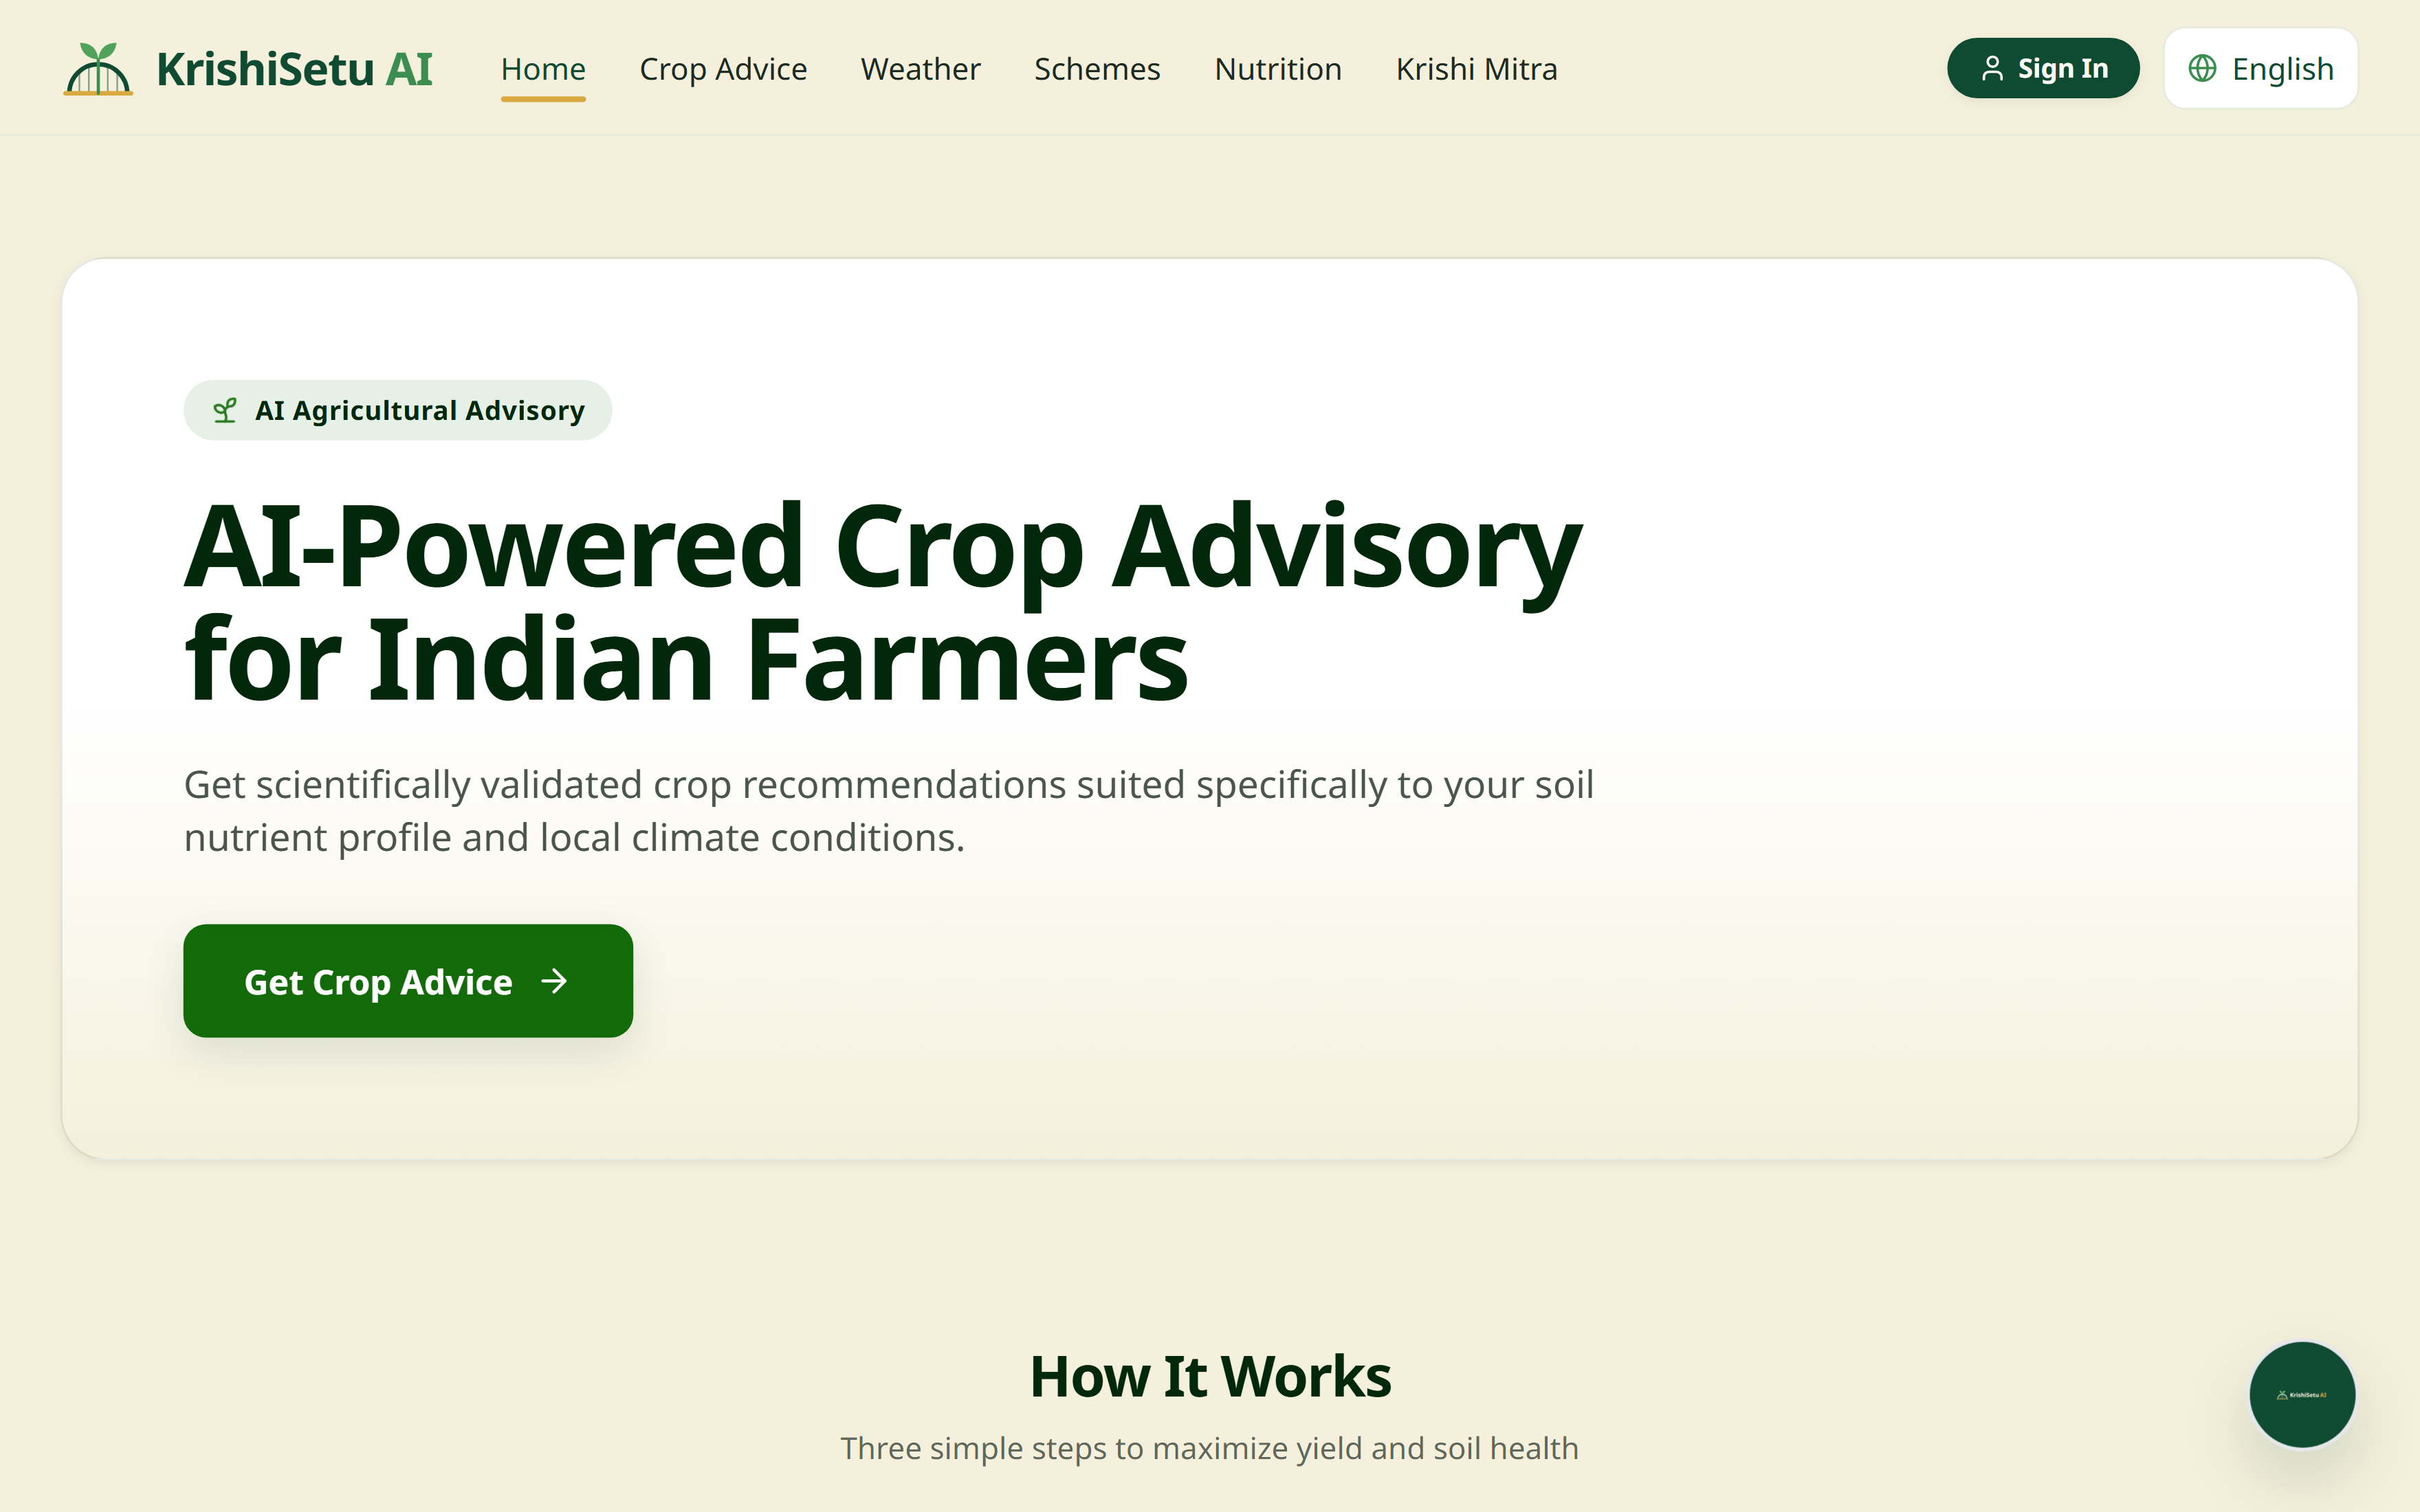 KrishiSetu AI
Home
Crop Advice
Weather
Schemes
Nutrition
Krishi Mitra
Sign In
English
AI Agricultural Advisory
AI-Powered Crop Advisory
for Indian Farmers
Get scientifically validated crop recommendations suited specifically to your soil
nutrient profile and local climate conditions.
Get Crop Advice
How It Works
Three simple steps to maximize yield and soil health
KrishiSetu AI